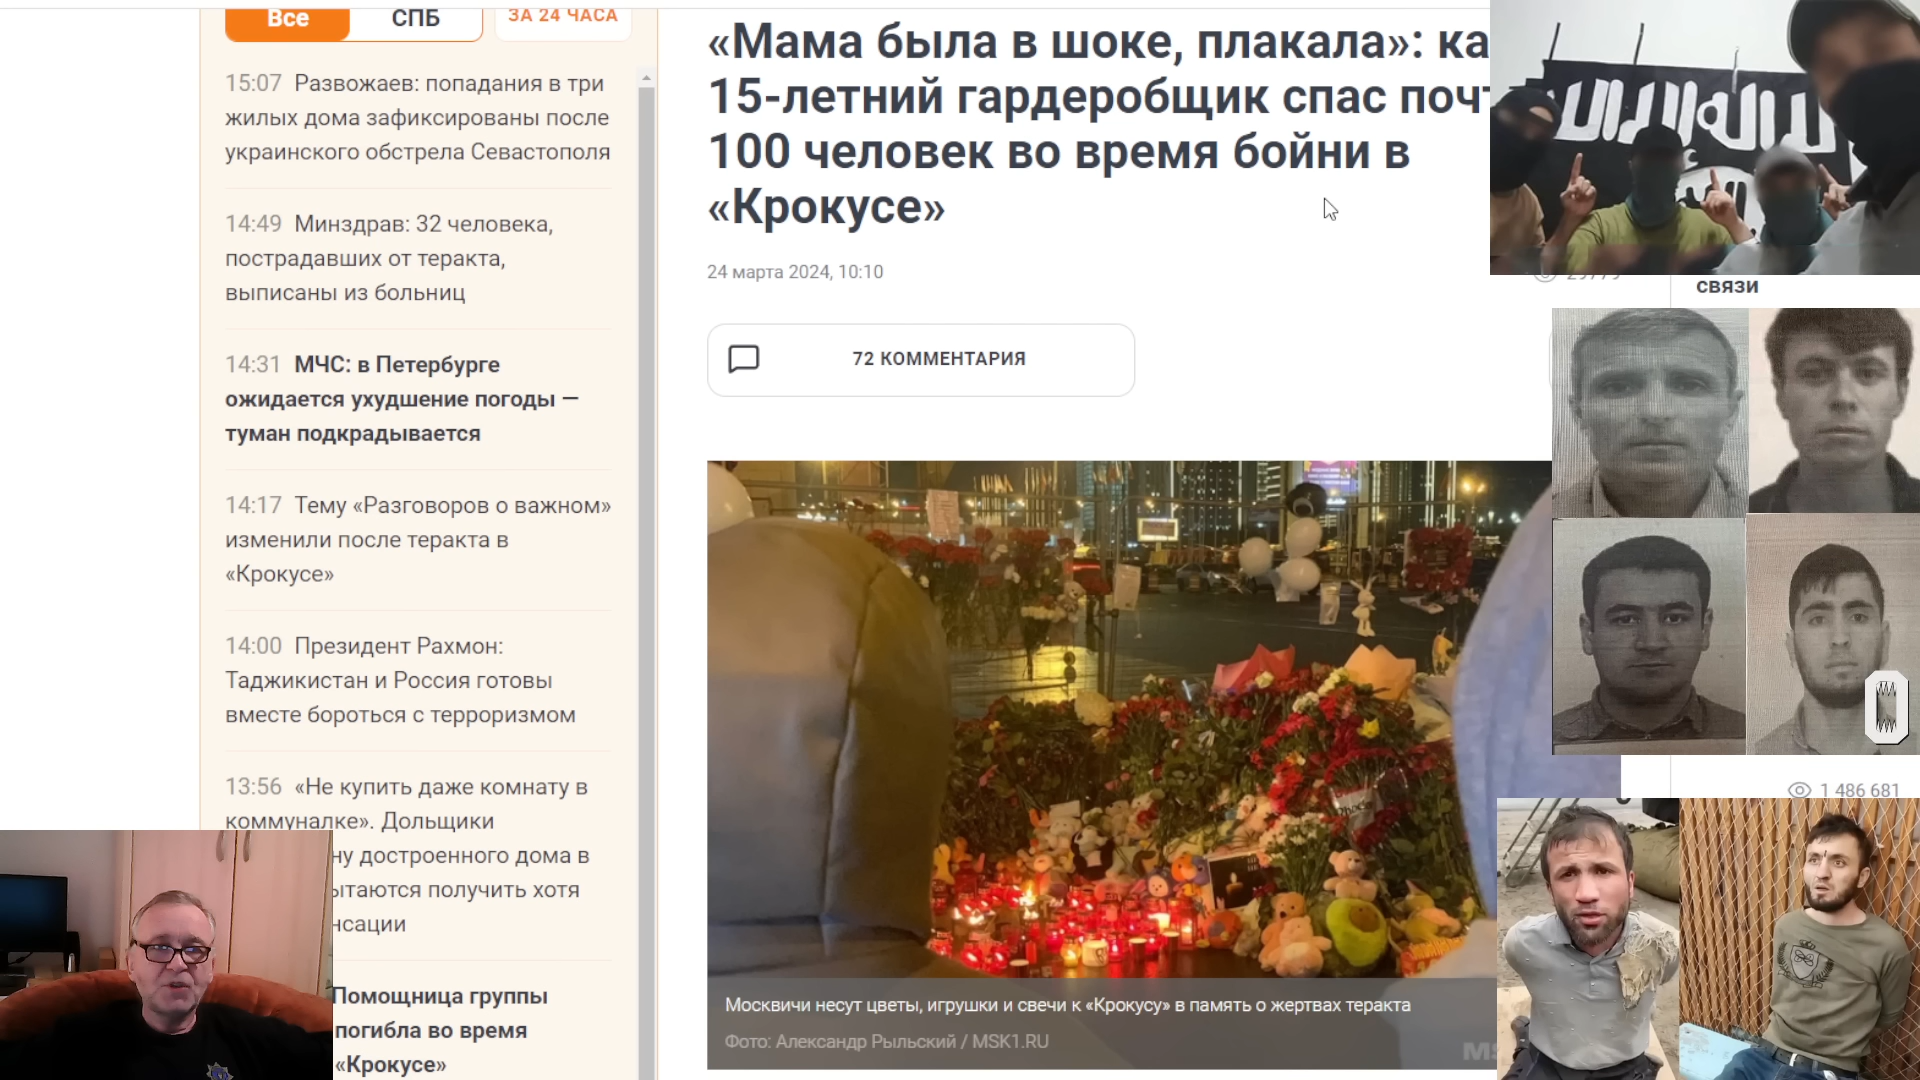 Все
СПБ
ЗА 24 ЧАСА
15:07 Развожаев: попадания в три
жилых дома зафиксированы после
украинского обстрела Севастополя
14:49 Минздрав: 32 человека,
пострадавших от теракта,
выписаны из больниц
14:31 МЧС: в Петербурге
ожидается ухудшение погоды —
туман подкрадывается
14:17 Тему «Разговоров о важном»
изменили после теракта в
«Крокусе»
14:00 Президент Рахмон:
Таджикистан и Россия готовы
вместе бороться с терроризмом
13:56 «Не купить даже комнату в
коммуналке». Дольщики
ну достроенного дома в
ытаются получить хотя
нсации
Помощница группы
погибла во время
«Крокусе»
«Мама была в шоке, плакала»: ка
15-летний гардеробщик спас поч
100 человек во время бойни в
«Крокусе»
24 марта 2024, 10:10
72 КОММЕНТАРИЯ
Москвичи несут цветы, игрушки и свечи к «Крокусу» в память о жертвах теракта
Фото: Александр Рыльский / MSK1.RU
связи
1 486 681